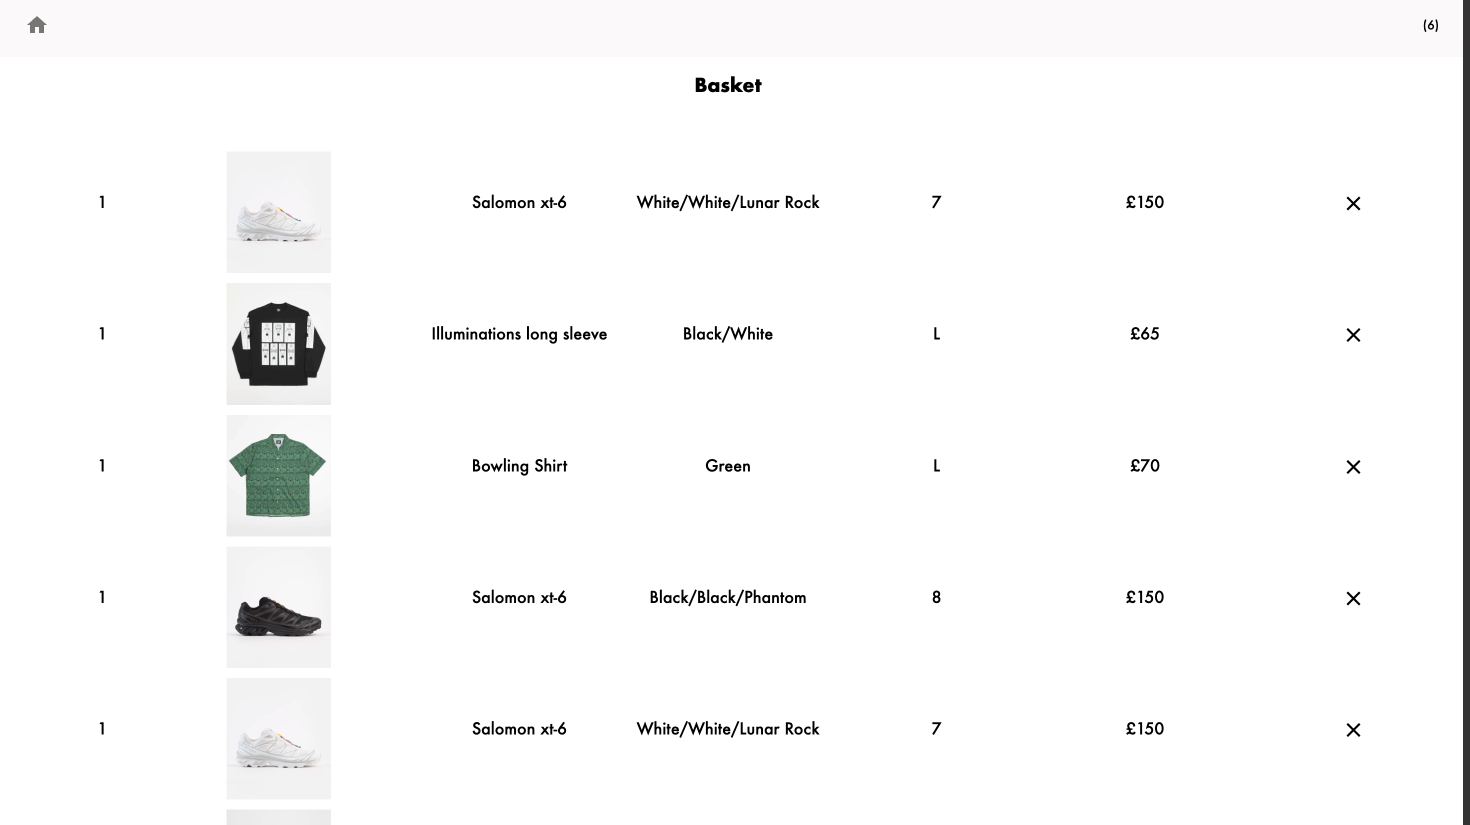 (6)
Basket
1 Salomon xt-6 White/White/Lunar Rock 7 £150 ×
1 Illuminations long sleeve Black/White L £65 ×
1 Bowling Shirt Green L £70 ×
1 Salomon xt-6 Black/Black/Phantom 8 £150 ×
1 Salomon xt-6 White/White/Lunar Rock 7 £150 ×